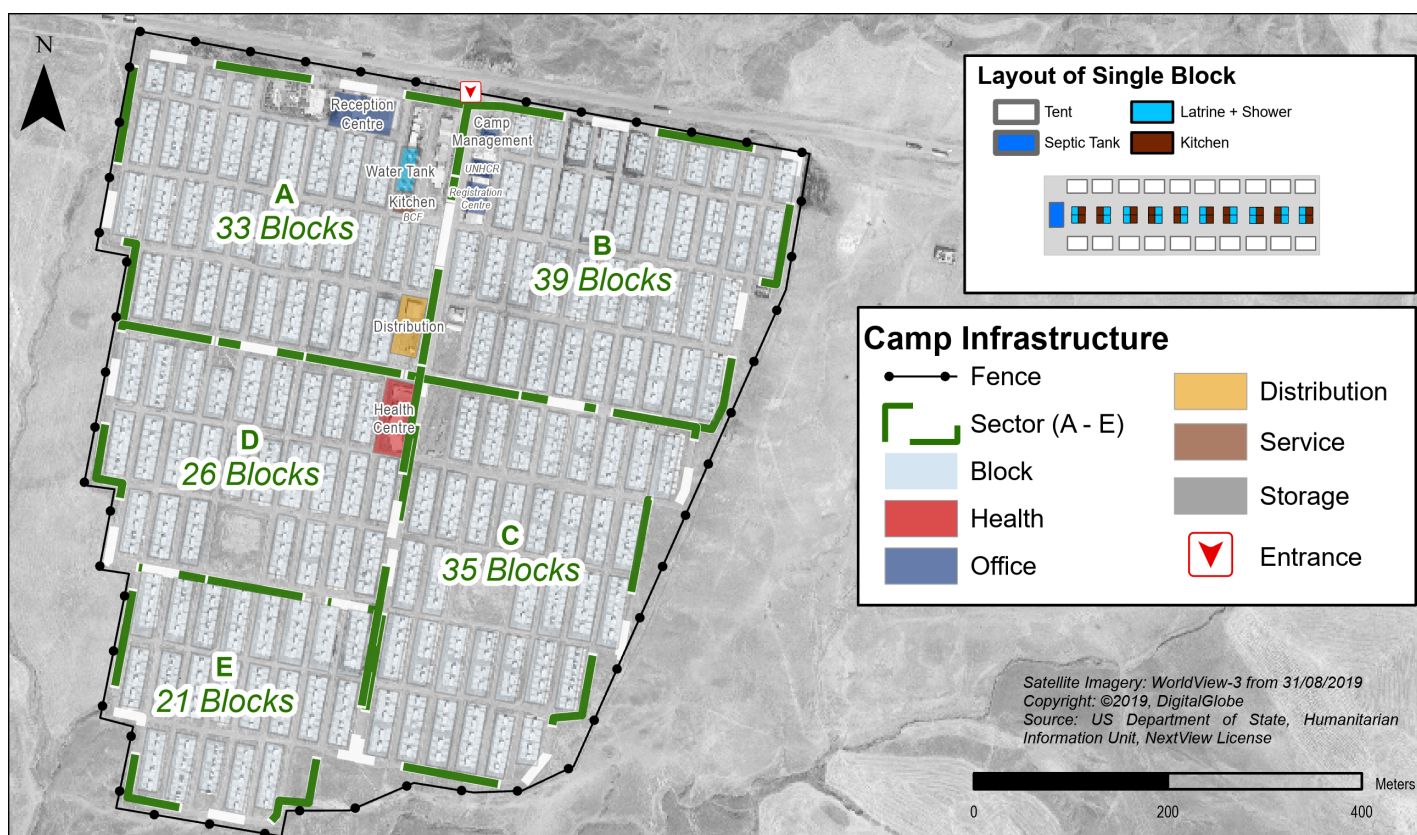 N
Reception
Centre
Camp
Management
Water Tank
UNHCR
Kitchen
BCF
Registration
Centre
A
33 Blocks
B
39 Blocks
Distribution
Health
Centre
D
26 Blocks
C
35 Blocks
E
21 Blocks
Layout of Single Block
Tent
Latrine + Shower
Septic Tank
Kitchen
Camp Infrastructure
Fence
Sector (A - E)
Block
Health
Office
Distribution
Service
Storage
Entrance
Satellite Imagery: WorldView-3 from 31/08/2019
Copyright: ©2019, DigitalGlobe
Source: US Department of State, Humanitarian
Information Unit, NextView License
Meters
0 200 400